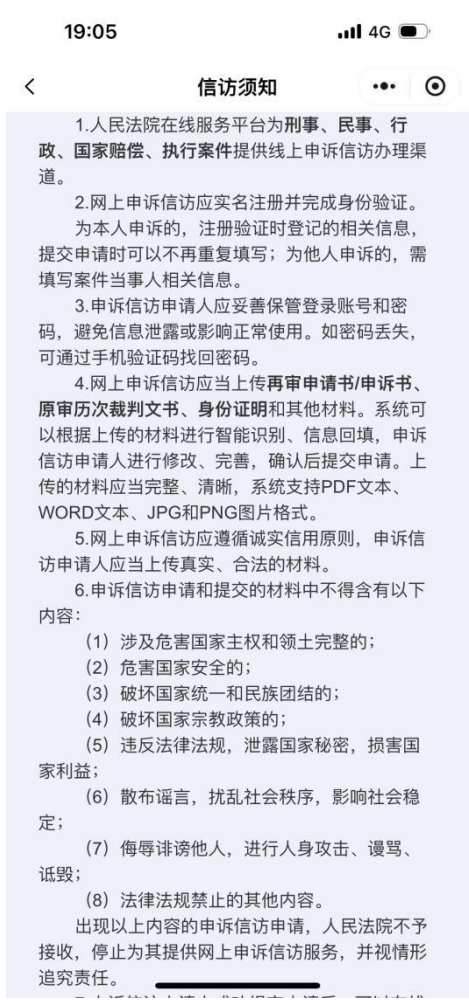 19:05
4G
信访须知
1.人民法院在线服务平台为刑事、民事、行
政、国家赔偿、执行案件提供线上申诉信访办理渠
道。
2.网上申诉信访应实名注册并完成身份验证。
为本人申诉的，注册验证时登记的相关信息，
提交申请时可以不再重复填写；为他人申诉的，需
填写案件当事人相关信息。
3.申诉信访申请人应妥善保管登录账号和密
码，避免信息泄露或影响正常使用。如密码丢失，
可通过手机验证码找回密码。
4.网上申诉信访应当上传再审申请书/申诉书、
原审历次裁判文书、身份证明和其他材料。系统可
以根据上传的材料进行智能识别、信息回填，申诉
信访申请人进行修改、完善，确认后提交申请。上
传的材料应当完整、清晰，系统支持PDF文本、
WORD文本、JPG和PNG图片格式。
5.网上申诉信访应遵循诚实信用原则，申诉信
访申请人应当上传真实、合法的材料。
6.申诉信访申请和提交的材料中不得含有以下
内容：
（1）涉及危害国家主权和领土完整的；
（2）危害国家安全的；
（3）破坏国家统一和民族团结的；
（4）破坏国家宗教政策的；
（5）违反法律法规，泄露国家秘密，损害国
家利益；
（6）散布谣言，扰乱社会秩序，影响社会稳
定；
（7）侮辱诽谤他人，进行人身攻击、谩骂、
诋毁；
（8）法律法规禁止的其他内容。
出现以上内容的申诉信访申请，人民法院不予
接收，停止为其提供网上申诉信访服务，并视情形
追究责任。